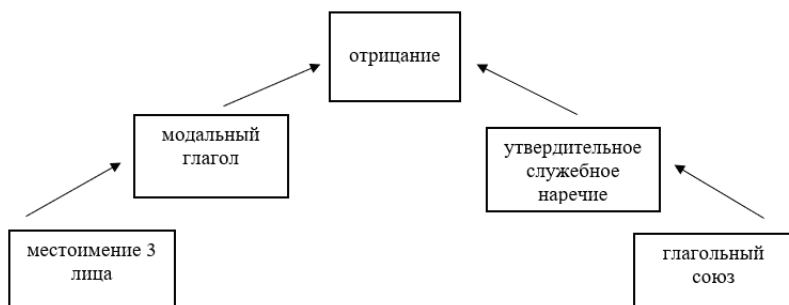 отрицание
модальный
глагол
утвердительное
служебное
наречие
местоимение 3
лица
глагольный
союз